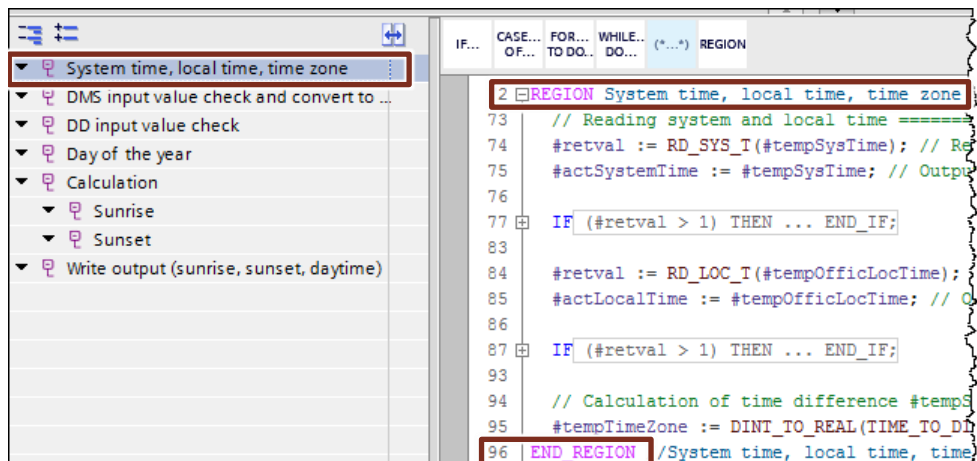 System time, local time, time zone
DMS input value check and convert to ...
DD input value check
Day of the year
Calculation
Sunrise
Sunset
Write output (sunrise, sunset, daytime)
IF... CASE... OF... FOR... TO DO... WHILE... DO... (*...*) REGION
2 REGION System time, local time, time zone
73 // Reading system and local time =======
74 #retval := RD_SYS_T(#tempSysTime); // Re
75 #actSystemTime := #tempSysTime; // Outpu
76
77 IF (#retval > 1) THEN ... END_IF;
83
84 #retval := RD_LOC_T(#tempOfficLocTime);
85 #actLocalTime := #tempOfficLocTime; // O
86
87 IF (#retval > 1) THEN ... END_IF;
93
94 // Calculation of time difference #tempS
95 #tempTimeZone := DINT_TO_REAL(TIME_TO_DI
96 END_REGION /System time, local time, time